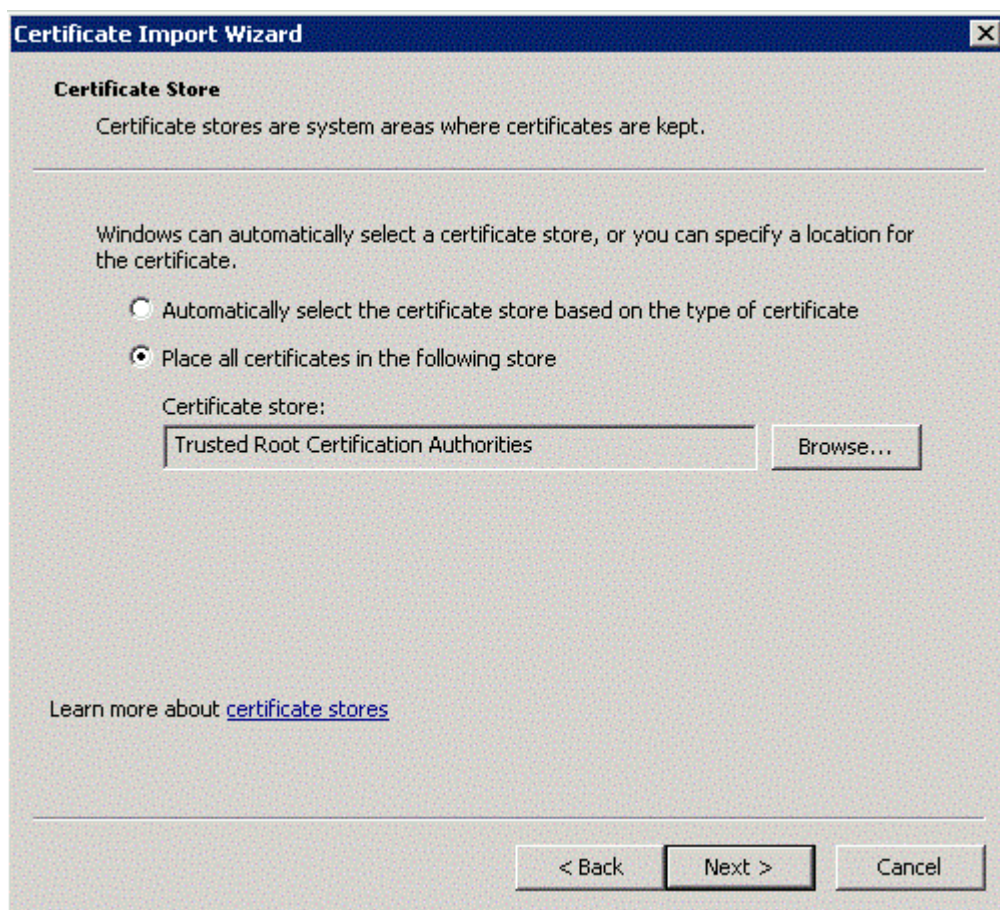 Certificate Import Wizard
Certificate Store
Certificate stores are system areas where certificates are kept.
Windows can automatically select a certificate store, or you can specify a location for
the certificate.
Automatically select the certificate store based on the type of certificate
Place all certificates in the following store
Certificate store:
Trusted Root Certification Authorities
Browse...
Learn more about certificate stores
< Back
Next >
Cancel